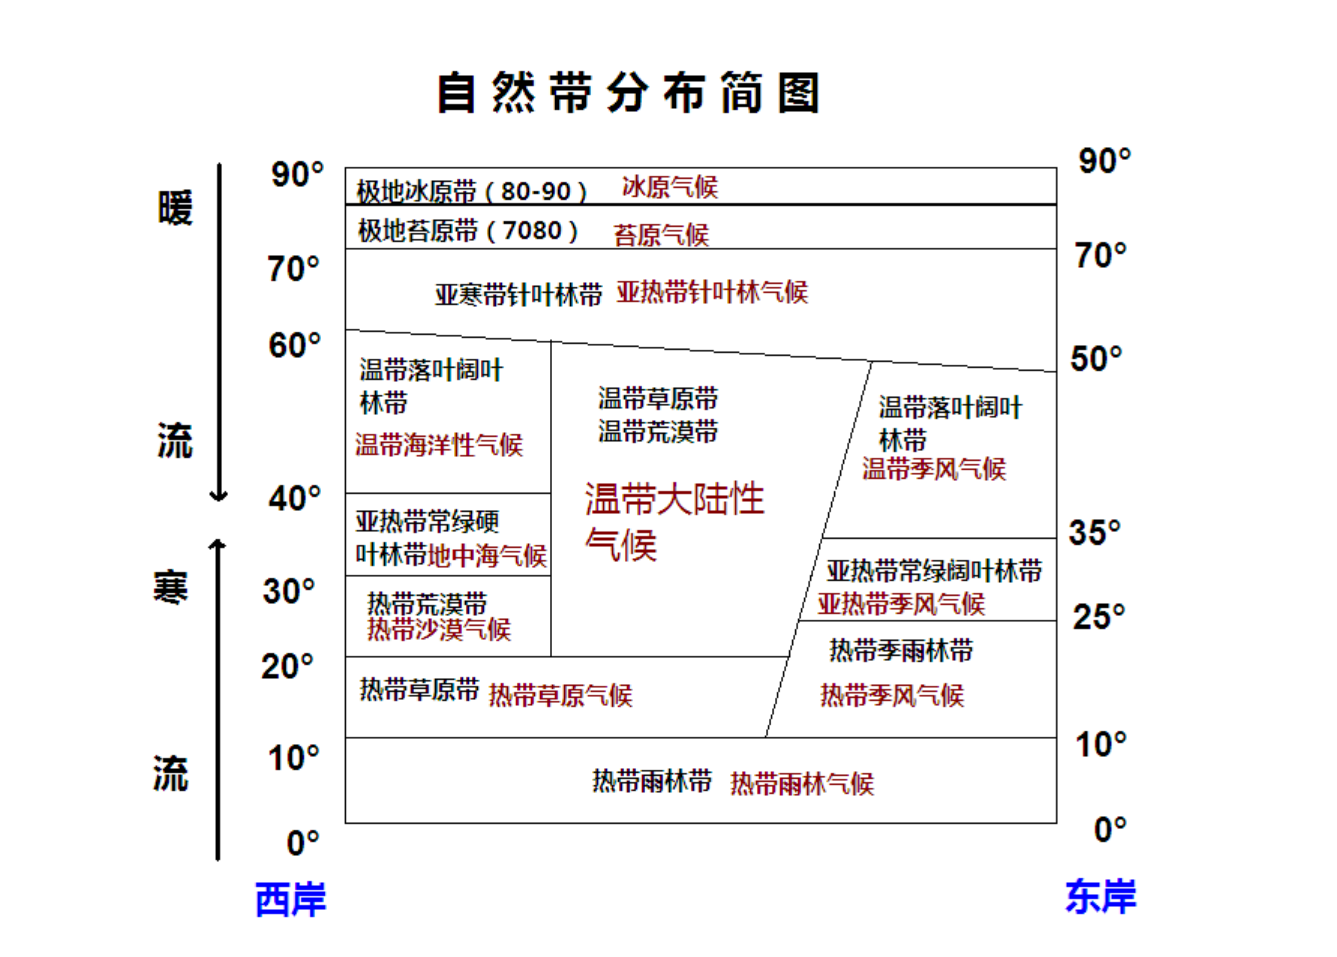 自然带分布简图
90°
90°
暖
极地冰原带（80-90） 冰原气候
极地苔原带（7080） 苔原气候
70°
70°
亚寒带针叶林带 亚热带针叶林气候
60°
50°
温带落叶阔叶
林带
温带海洋性气候
温带草原带
温带荒漠带
温带大陆性
气候
温带落叶阔叶
林带
温带季风气候
流
40°
35°
亚热带常绿硬
叶林带地中海气候
亚热带常绿阔叶林带
亚热带季风气候
寒
30°
25°
热带荒漠带
热带沙漠气候
热带季雨林带
热带季风气候
20°
热带草原带 热带草原气候
10°
10°
流
热带雨林带 热带雨林气候
0°
0°
西岸
东岸